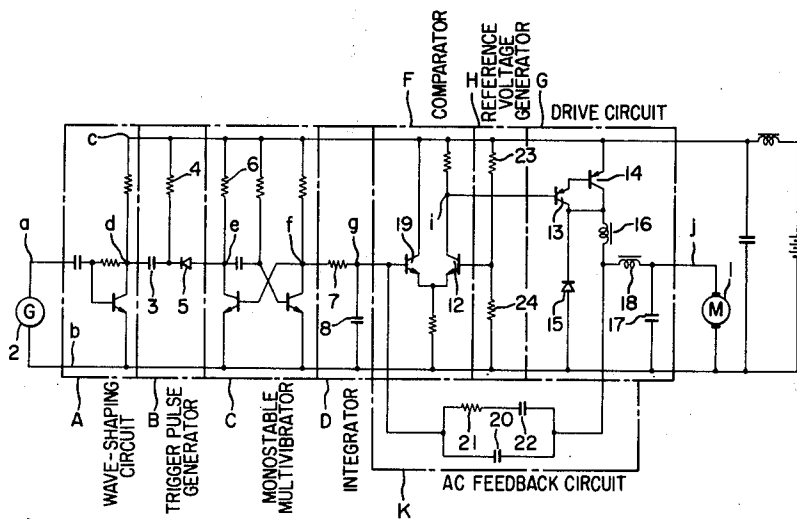 F
COMPARATOR
H
REFERENCE
VOLTAGE
GENERATOR
G
DRIVE CIRCUIT
c
4
6
23
14
a
d
e
f
g
19
i
13
16
j
G
2
3
5
7
8
12
24
15
18
17
M
1
b
A
WAVE-SHAPING
CIRCUIT
B
TRIGGER PULSE
GENERATOR
C
MONOSTABLE
MULTIVIBRATOR
D
INTEGRATOR
21
20
22
K
AC FEEDBACK CIRCUIT